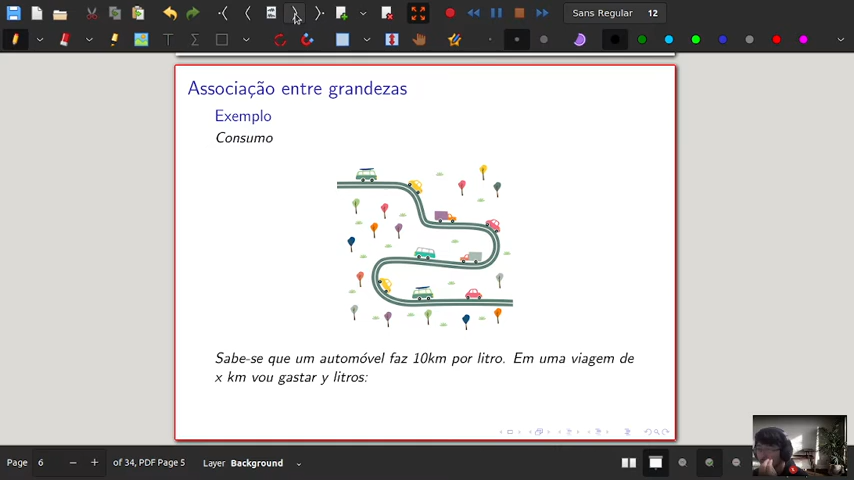 Sans Regular 12
Associação entre grandezas
Exemplo
Consumo
Sabe-se que um automóvel faz 10km por litro. Em uma viagem de
x km vou gastar y litros:
Page 6 of 34, PDF Page 5 Layer Background